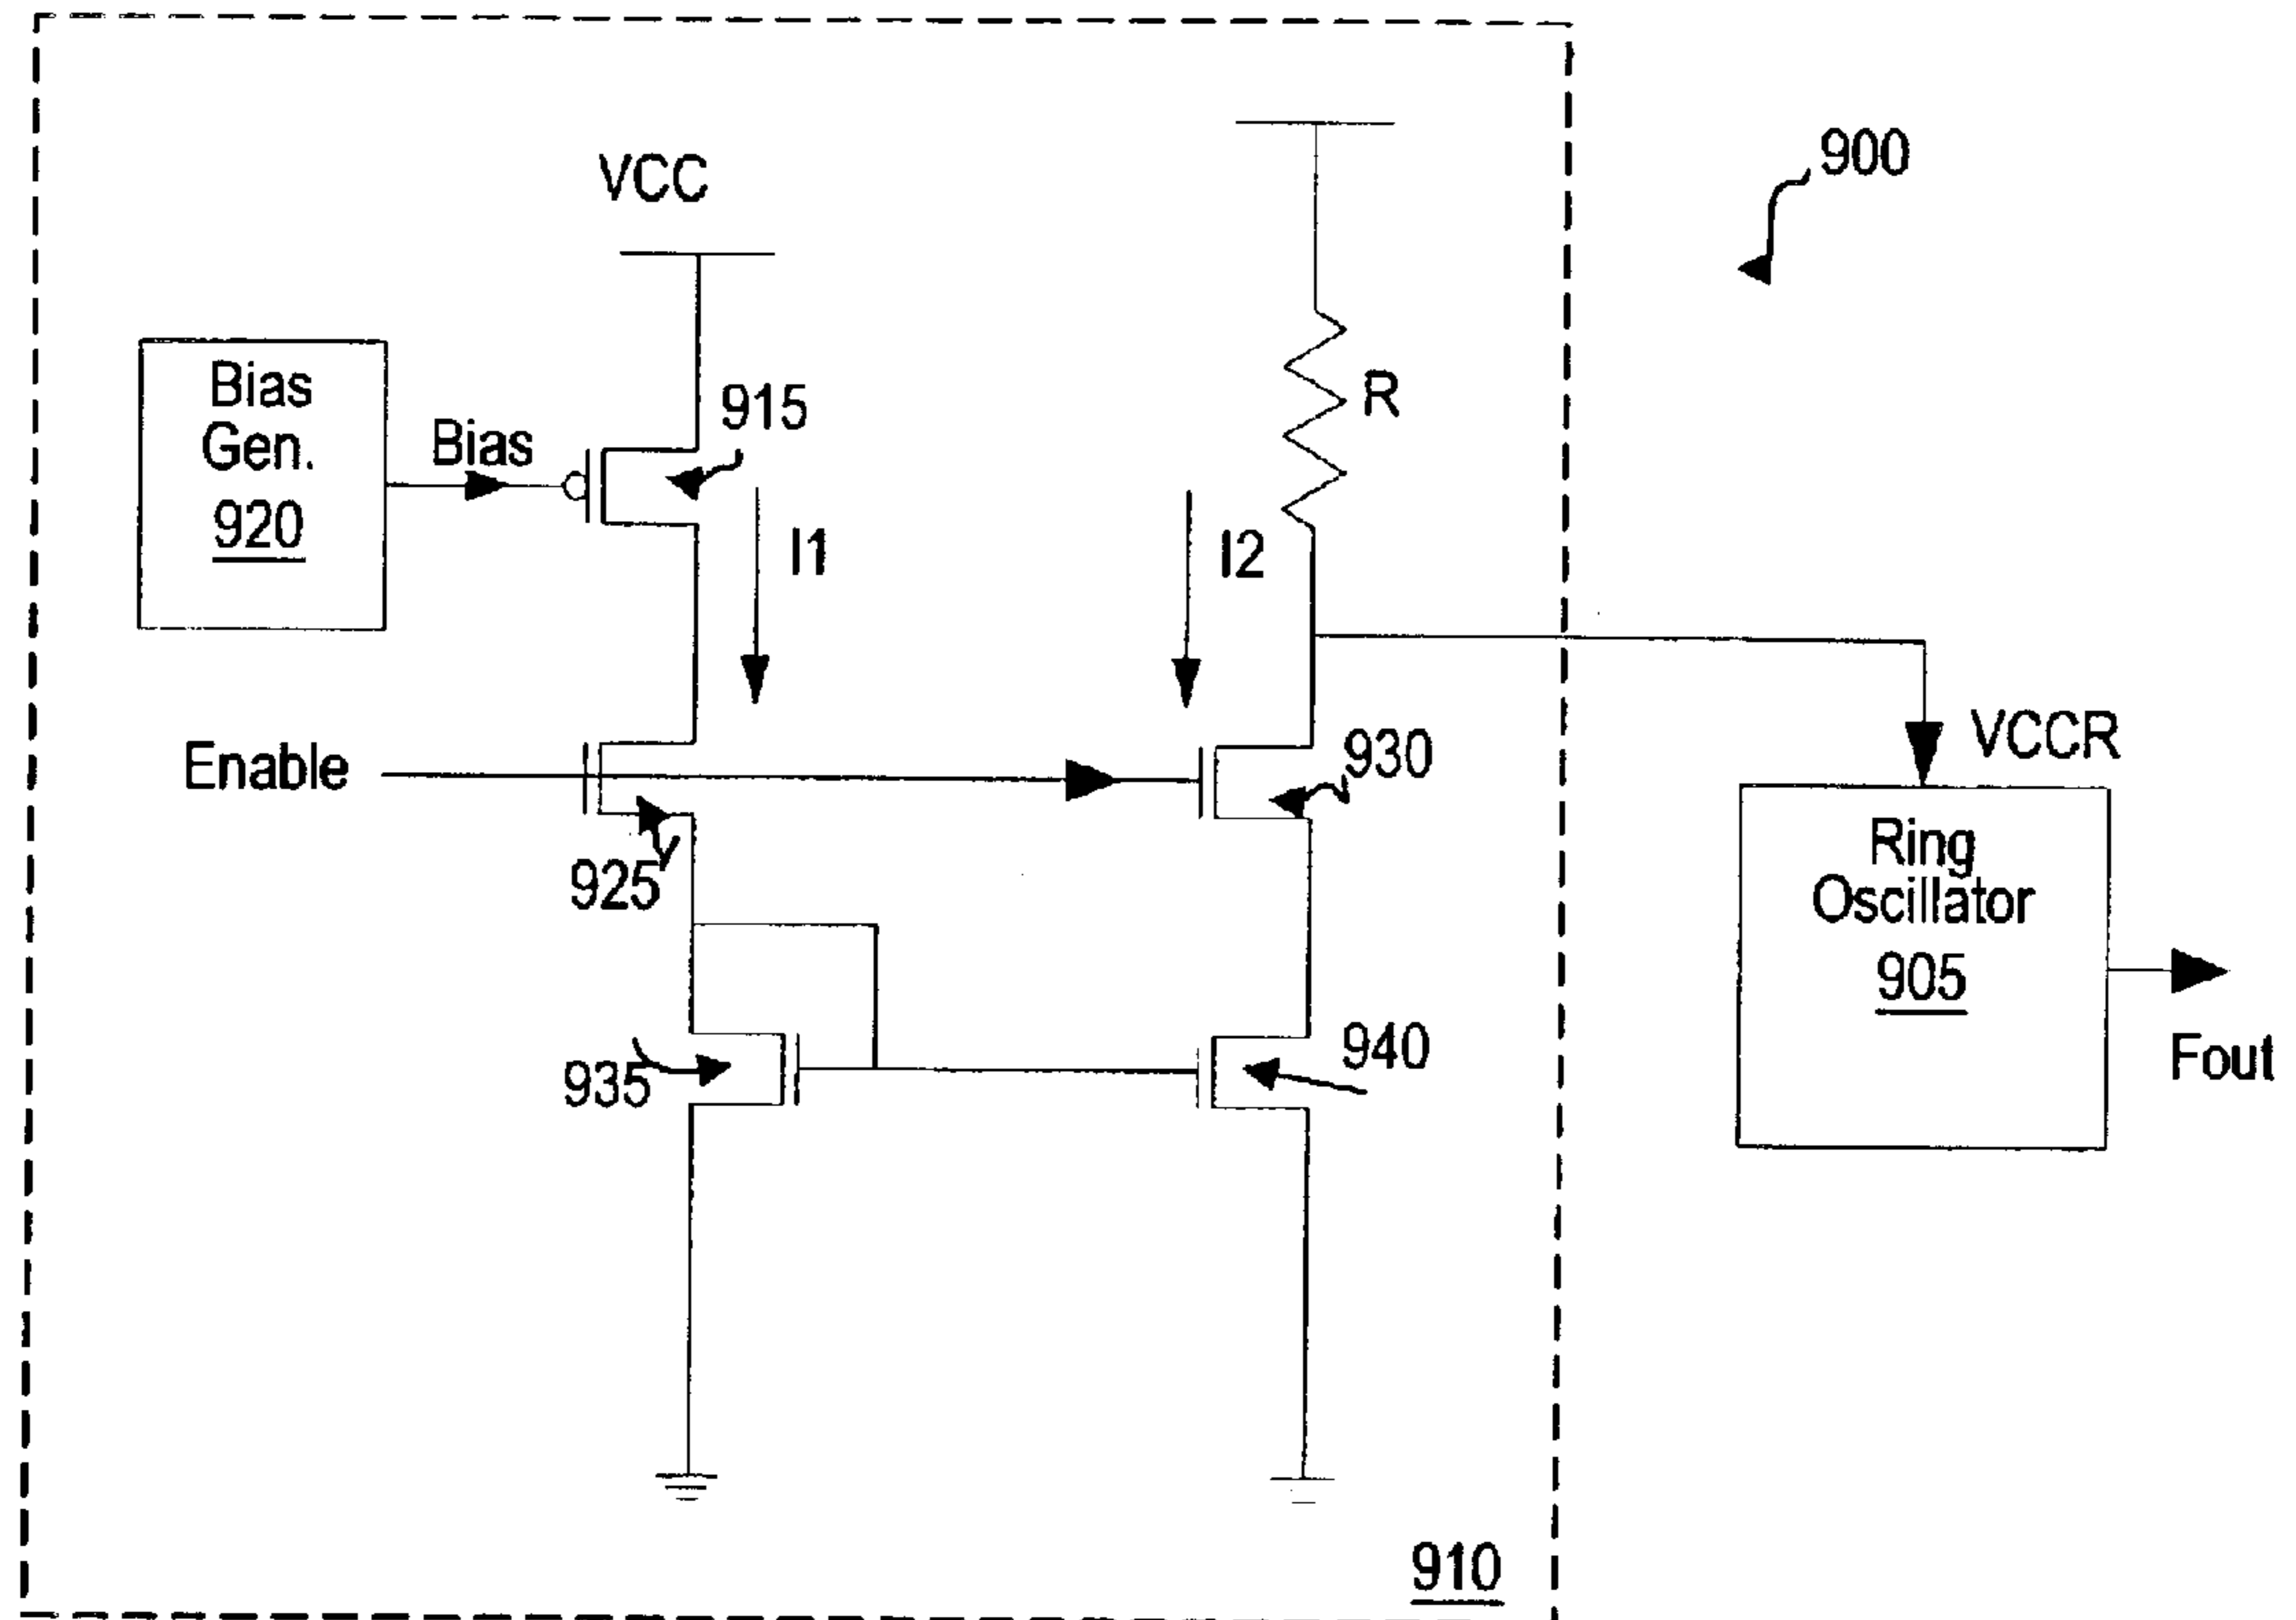 900
VCC
Bias
Gen.
920
Bias
915
R
I1
I2
Enable
925
930
VCCR
Ring
Oscillator
905
Fout
935
940
910